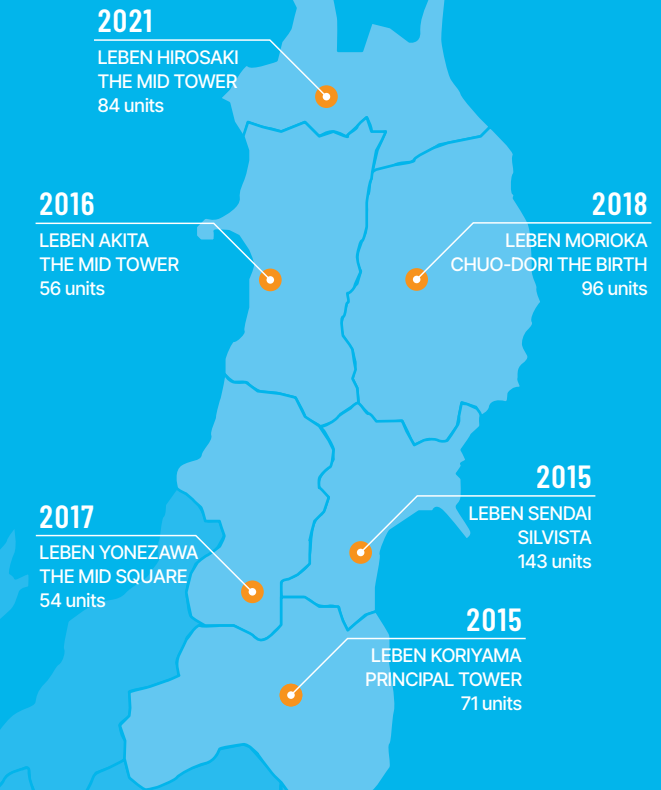 2021
LEBEN HIROSAKI
THE MID TOWER
84 units
2016
LEBEN AKITA
THE MID TOWER
56 units
2018
LEBEN MORIOKA
CHUO-DORI THE BIRTH
96 units
2015
LEBEN SENDAI
SILVISTA
143 units
2017
LEBEN YONEZAWA
THE MID SQUARE
54 units
2015
LEBEN KORIYAMA
PRINCIPAL TOWER
71 units